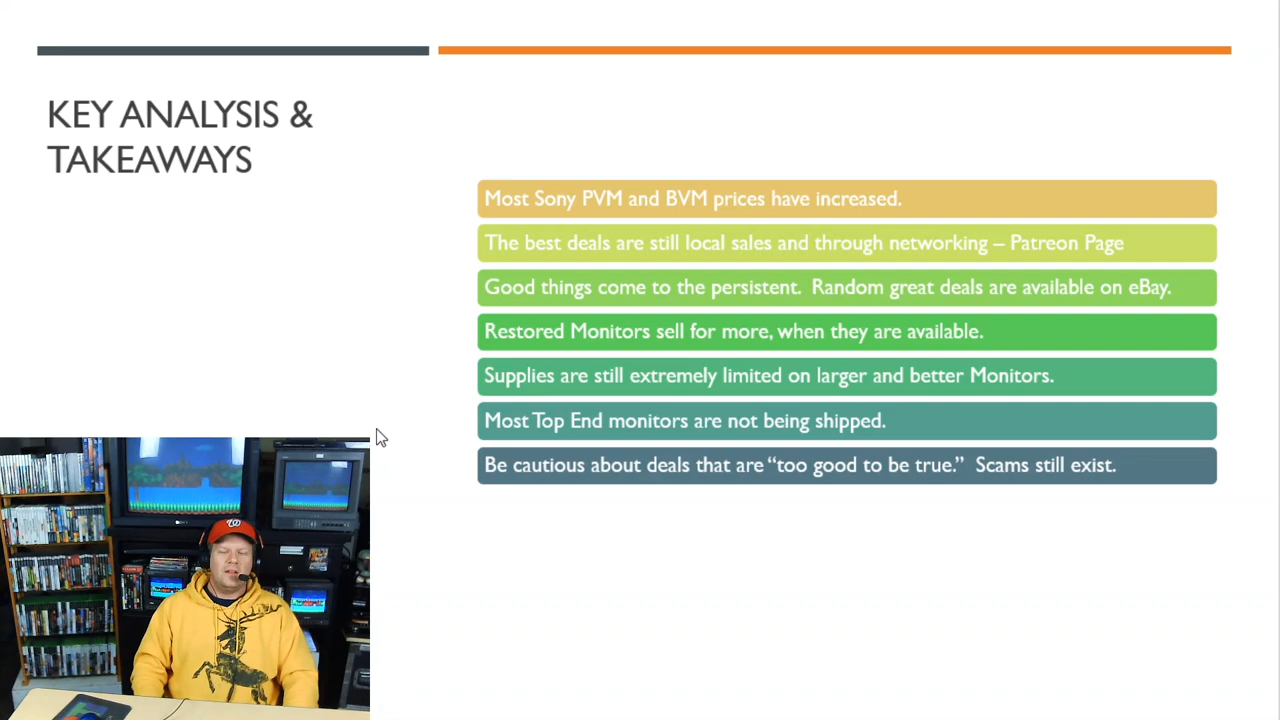 KEY ANALYSIS &
TAKEAWAYS
Most Sony PVM and BVM prices have increased.
The best deals are still local sales and through networking – Patreon Page
Good things come to the persistent.  Random great deals are available on eBay.
Restored Monitors sell for more, when they are available.
Supplies are still extremely limited on larger and better Monitors.
Most Top End monitors are not being shipped.
Be cautious about deals that are “too good to be true.”  Scams still exist.
W